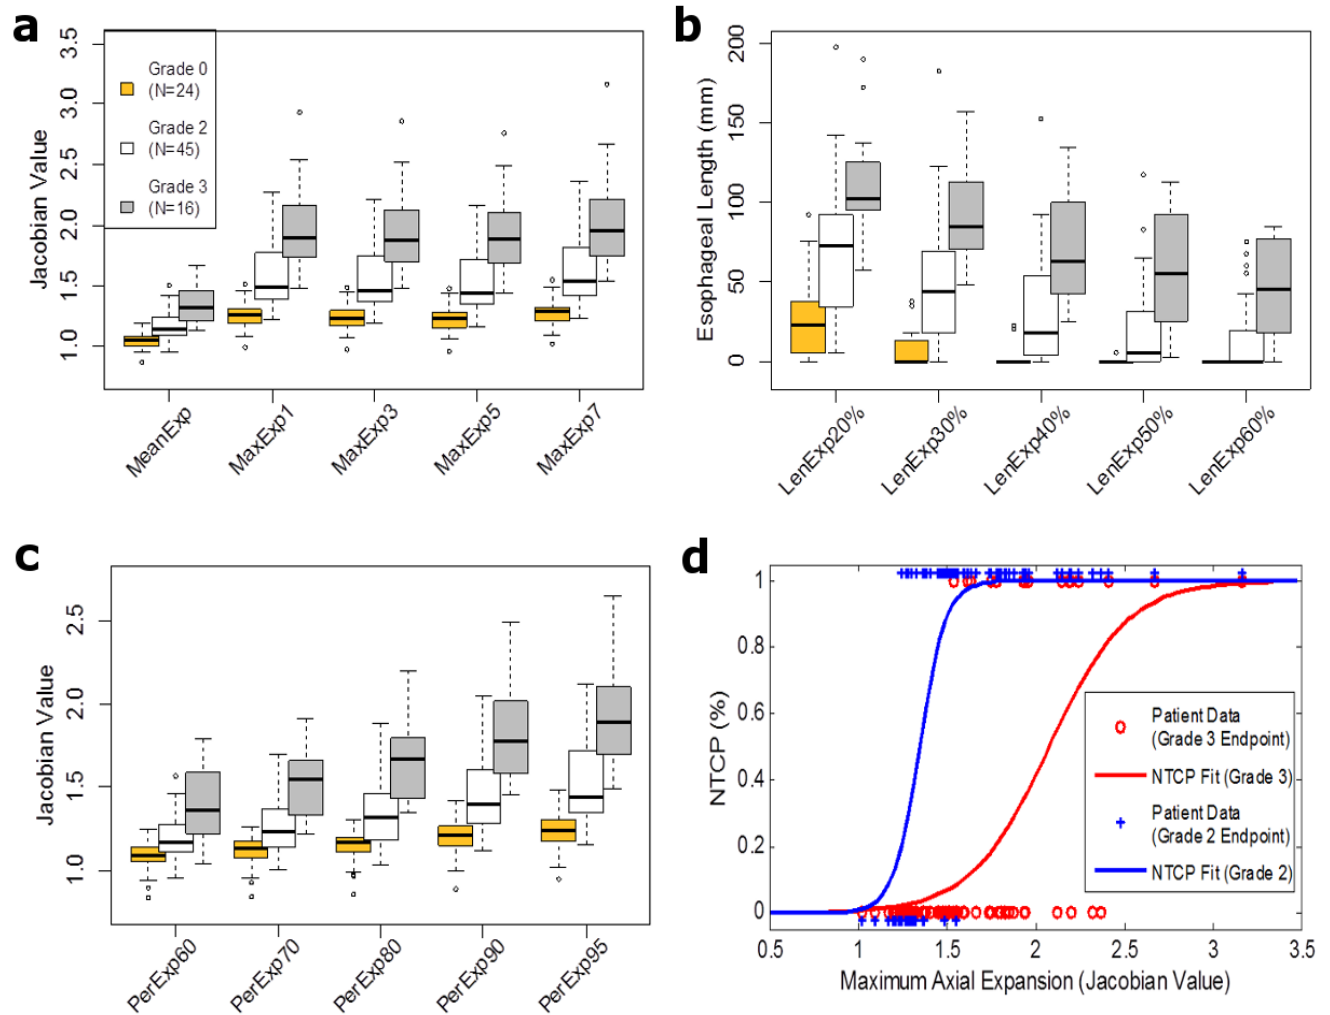 a
Jacobian Value
3.5
3.0
2.5
2.0
1.5
1.0
Grade 0
(N=24)
Grade 2
(N=45)
Grade 3
(N=16)
MeanExp
MaxExp1
MaxExp3
MaxExp5
MaxExp7
b
Esophageal Length (mm)
200
150
100
50
0
LenExp20%
LenExp30%
LenExp40%
LenExp50%
LenExp60%
c
Jacobian Value
2.5
2.0
1.5
1.0
PerExp60
PerExp70
PerExp80
PerExp90
PerExp95
d
NTCP (%)
1
0.8
0.6
0.4
0.2
0
Patient Data
(Grade 3 Endpoint)
NTCP Fit (Grade 3)
Patient Data
(Grade 2 Endpoint)
NTCP Fit (Grade 2)
0.5
1
1.5
2
2.5
3
3.5
Maximum Axial Expansion (Jacobian Value)